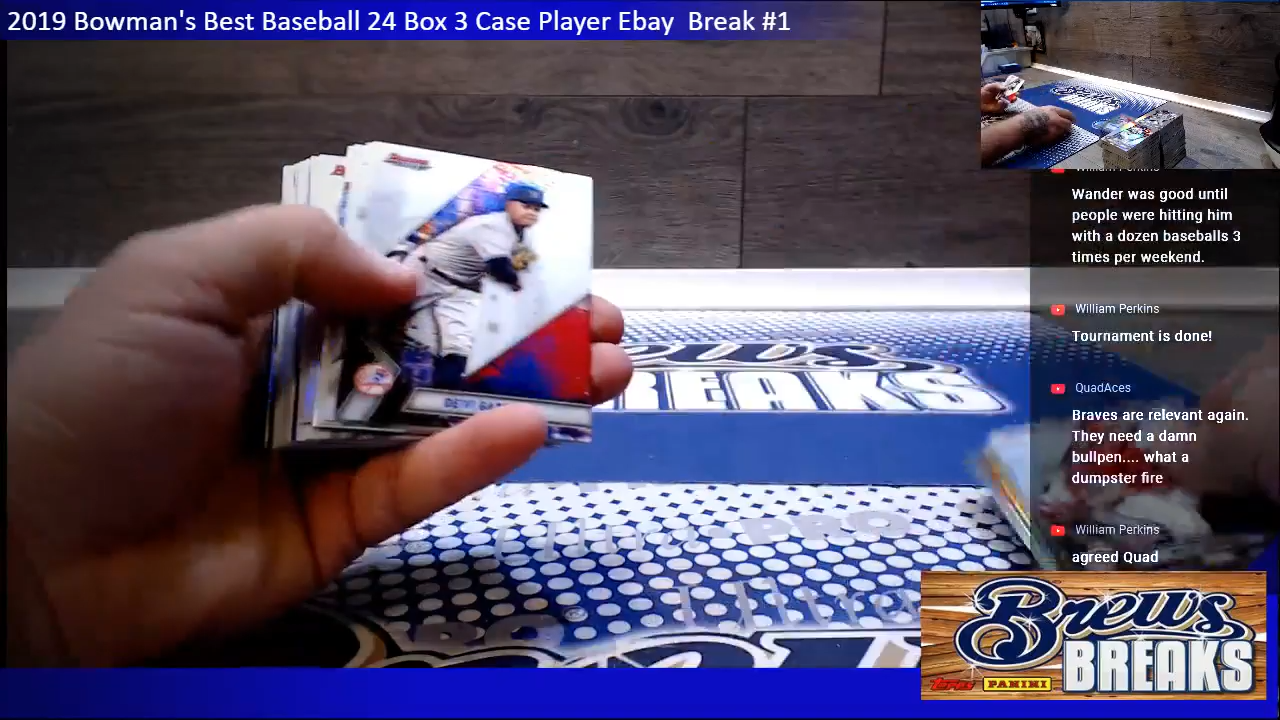 2019 Bowman's Best Baseball 24 Box 3 Case Player Ebay  Break #1
Wander was good until
people were hitting him
with a dozen baseballs 3
times per weekend.
William Perkins
Tournament is done!
QuadAces
Braves are relevant again.
They need a damn
bullpen.... what a
dumpster fire
William Perkins
agreed Quad
BREAKS
PRO
Brews
BREAKS
Topps
PANINI